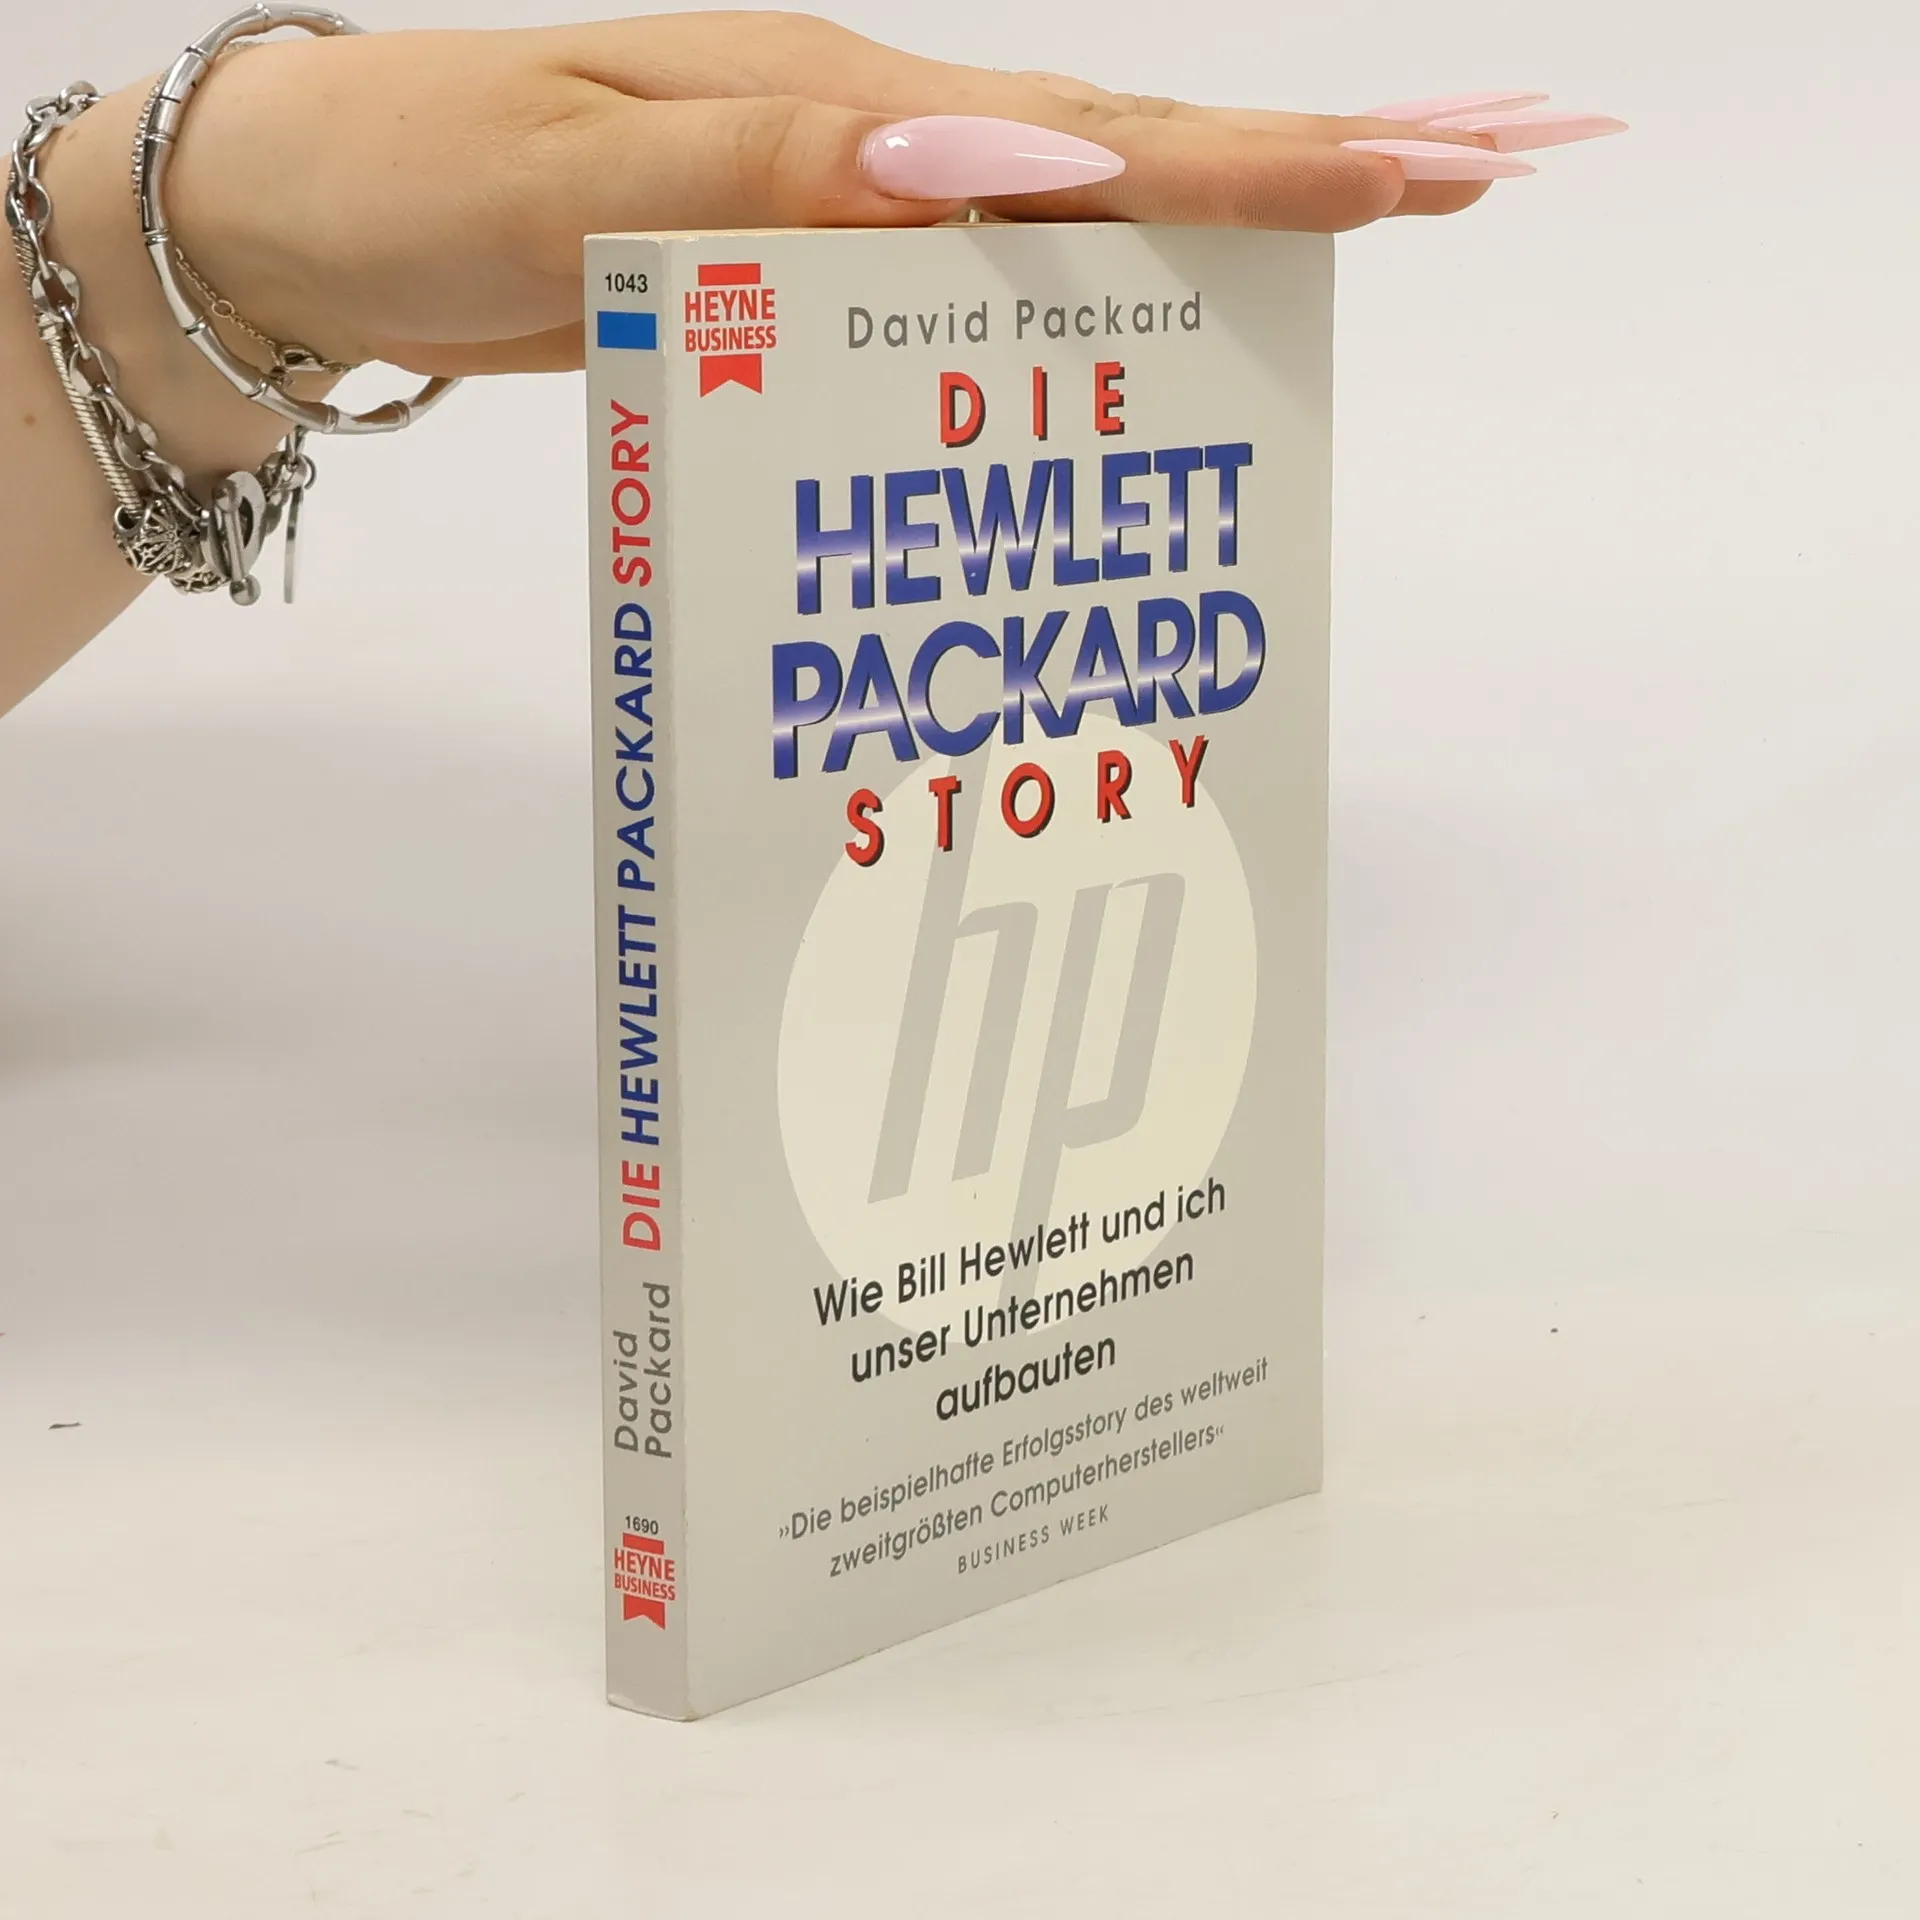 1043
DIE HEWLETT PACKARD STORY
David
Packard
1690
HEYNE
BUSINESS
HEYNE
BUSINESS
David Packard
DIE
HEWLETT
PACKARD
STORY
hp
Wie Bill Hewlett und ich
unser Unternehmen
aufbauten
»Die beispielhafte Erfolgsstory des weltweit
zweitgrößten Computerherstellers«
BUSINESS WEEK